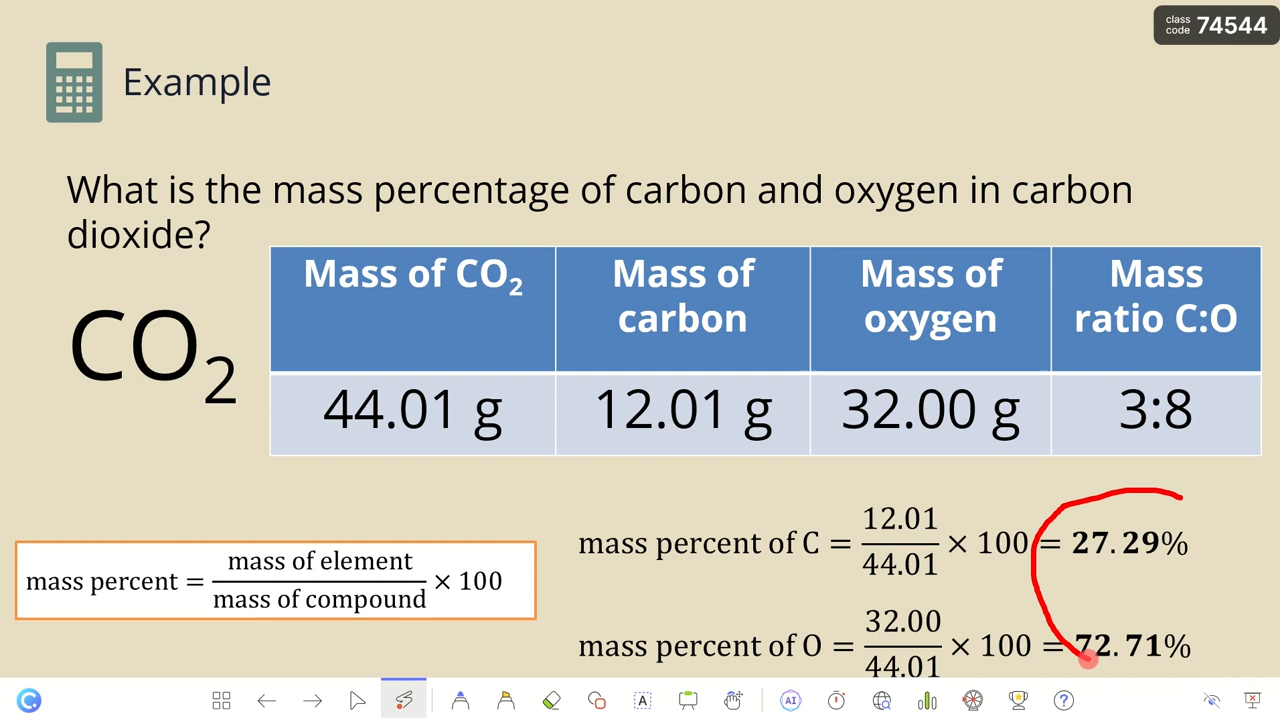 class code 74544
Example
What is the mass percentage of carbon and oxygen in carbon
dioxide?
CO₂
Mass of CO₂ | Mass of carbon | Mass of oxygen | Mass ratio C:O
44.01 g | 12.01 g | 32.00 g | 3:8
mass percent of C = 12.01/44.01 × 100 = 27.29%
mass percent = mass of element/mass of compound × 100
mass percent of O = 32.00/44.01 × 100 = 72.71%
C
A
AI
?